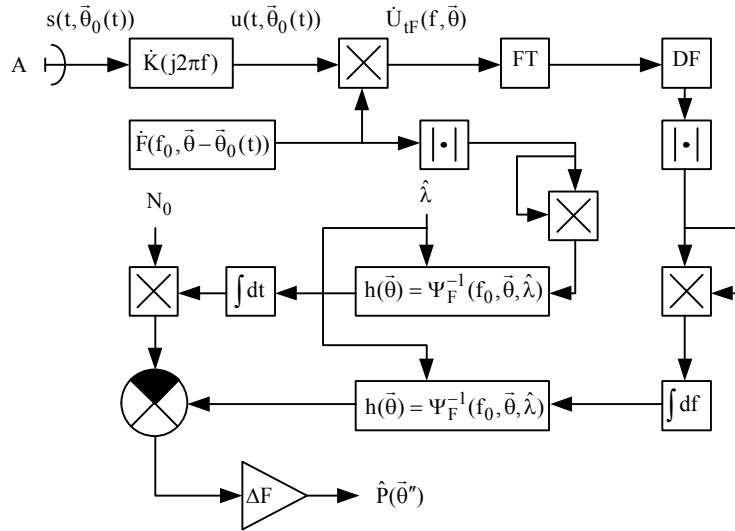 s(t,θ⃗₀(t)) u(t,θ⃗₀(t)) U̇ₜF(f,θ⃗)
A K̇(j2πf) FT DF
Ḟ(f₀,θ⃗−θ⃗₀(t)) |•| |•|
N₀ λ̂
∫dt h(θ⃗) = Ψ_F⁻¹(f₀,θ⃗,λ̂)
h(θ⃗) = Ψ_F⁻¹(f₀,θ⃗,λ̂) ∫df
ΔF P̂(θ⃗″)